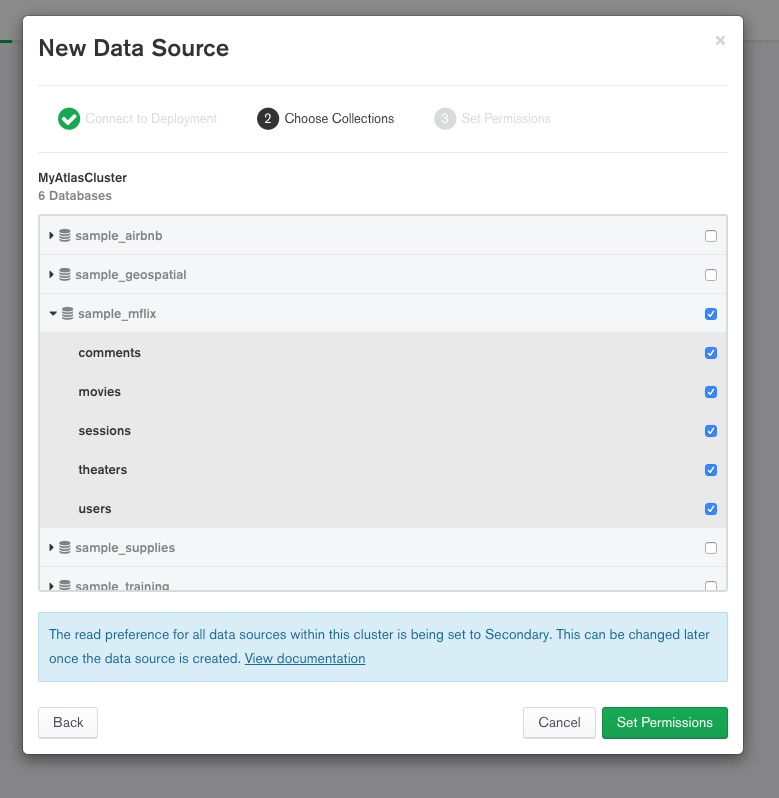 New Data Source
×
Connect to Deployment
2 Choose Collections
3 Set Permissions
MyAtlasCluster
6 Databases
sample_airbnb
sample_geospatial
sample_mflix
comments
movies
sessions
theaters
users
sample_supplies
sample_training
The read preference for all data sources within this cluster is being set to Secondary. This can be changed later
once the data source is created. View documentation
Back
Cancel
Set Permissions